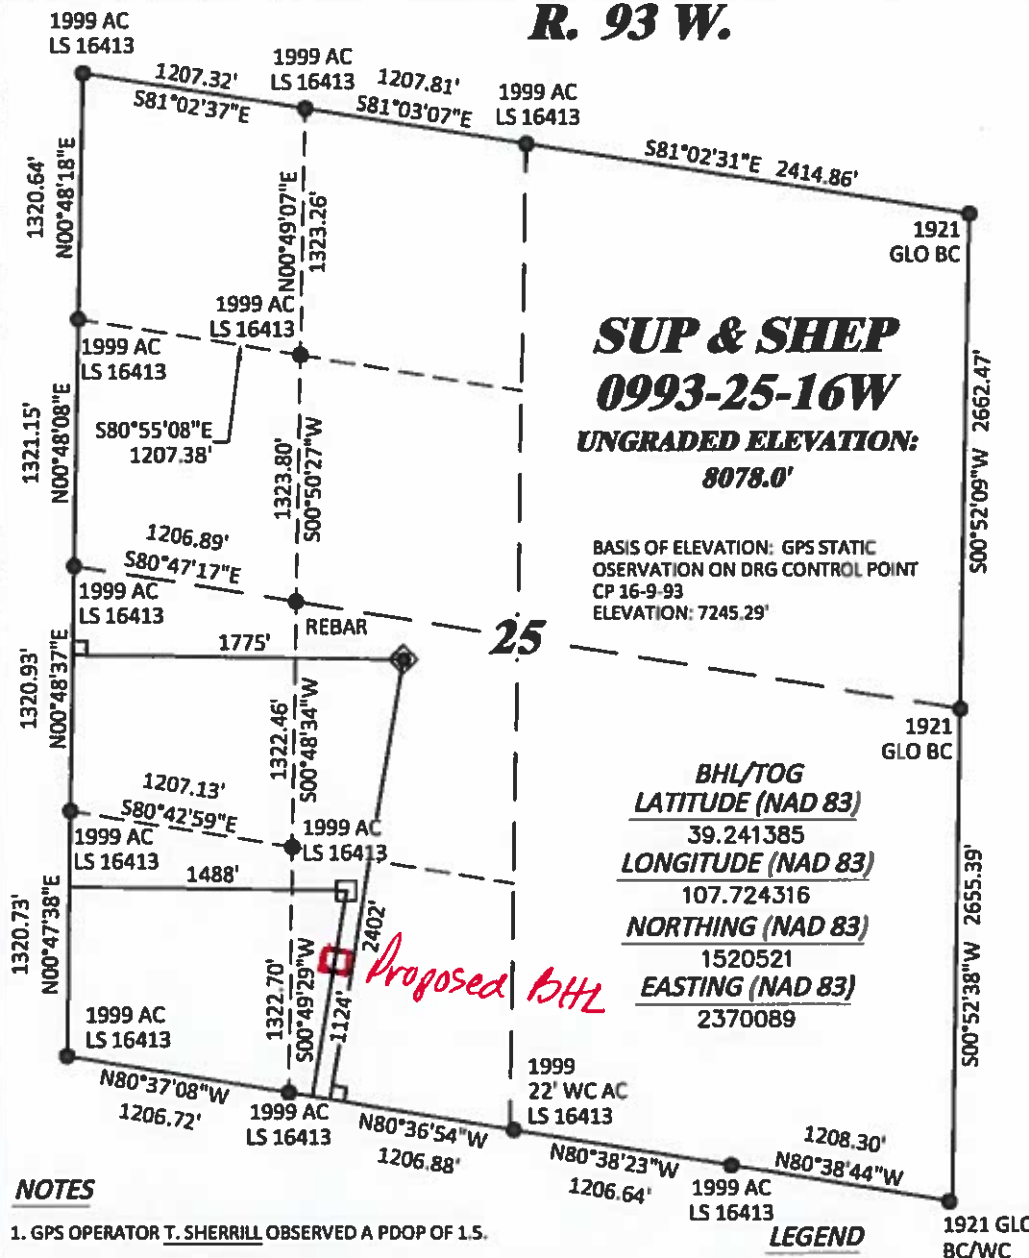 R. 93 W.
1999 AC
LS 16413
1207.32'
S81°02'37"E
1999 AC
LS 16413
1207.81'
S81°03'07"E
1999 AC
LS 16413
S81°02'31"E 2414.86'
1921
GLO BC
1320.64'
N00°48'18"E
N00°49'07"E
1323.26'
1999 AC
LS 16413
1999 AC
LS 16413
S80°55'08"E
1207.38'
1321.15'
N00°48'08"E
1323.80'
S00°50'27"W
SUP & SHEP
0993-25-16W
UNGRADED ELEVATION:
8078.0'
S00°52'09"W 2662.47'
BASIS OF ELEVATION: GPS STATIC
OSERVATION ON DRG CONTROL POINT
CP 16-9-93
ELEVATION: 7245.29'
1206.89'
S80°47'17"E
1999 AC
LS 16413
REBAR
25
1775'
1320.93'
N00°48'37"E
1322.46'
S00°48'34"W
1921
GLO BC
1207.13'
S80°42'59"E
1999 AC
LS 16413
1999 AC
LS 16413
BHL/TOG
LATITUDE (NAD 83)
39.241385
LONGITUDE (NAD 83)
107.724316
NORTHING (NAD 83)
1520521
EASTING (NAD 83)
2370089
1488'
2402'
1320.73'
N00°47'38"E
Proposed BHL
1322.70'
S00°49'29"W
1124'
S00°52'38"W 2655.39'
1999 AC
LS 16413
N80°37'08"W
1206.72'
1999 AC
LS 16413
N80°36'54"W
1206.88'
1999
22' WC AC
LS 16413
N80°38'23"W
1206.64'
1999 AC
LS 16413
1208.30'
N80°38'44"W
1921 GLO
BC/WC
NOTES
1. GPS OPERATOR T. SHERRILL OBSERVED A PDOP OF 1.5.
LEGEND